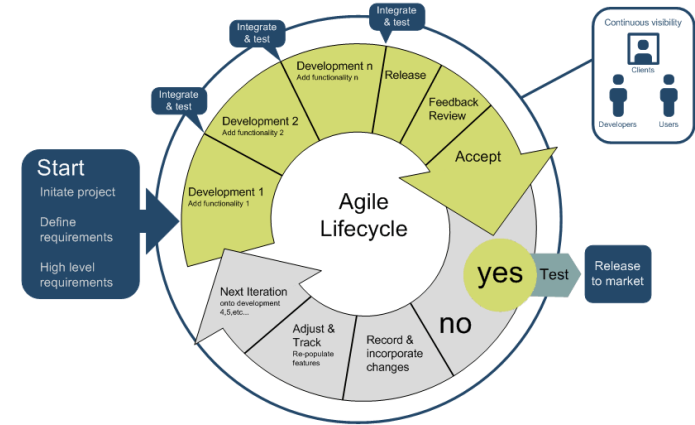 Start
Initate project
Define
requirements
High level
requirements
Integrate
& test
Integrate
& test
Integrate
& test
Development 1
Add functionality 1
Development 2
Add functionality 2
Development n
Add functionality n
Release
Feedback
Review
Accept
Agile
Lifecycle
yes
Test
Release
to market
no
Record &
incorporate
changes
Adjust &
Track
Re-populate
features
Next Iteration
onto development
4,5,etc...
Continuous visibility
Clients
Developers
Users